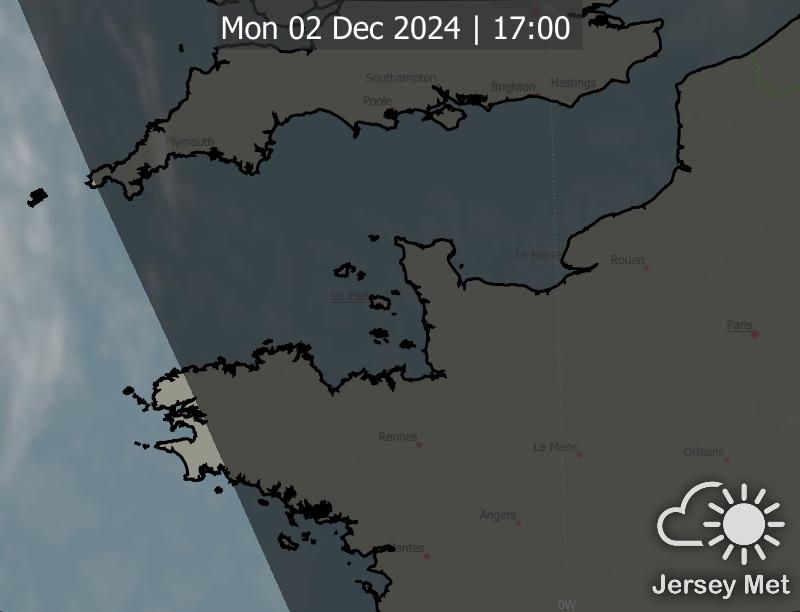 Mon 02 Dec 2024 | 17:00
0W
Southampton
Hastings
Brighton
Poole
Plymouth
Le Havre
Rouen
St. Heli
Paris
Rennes
Le Mans
Orleans
Angers
Nantes
Jersey Met
0W